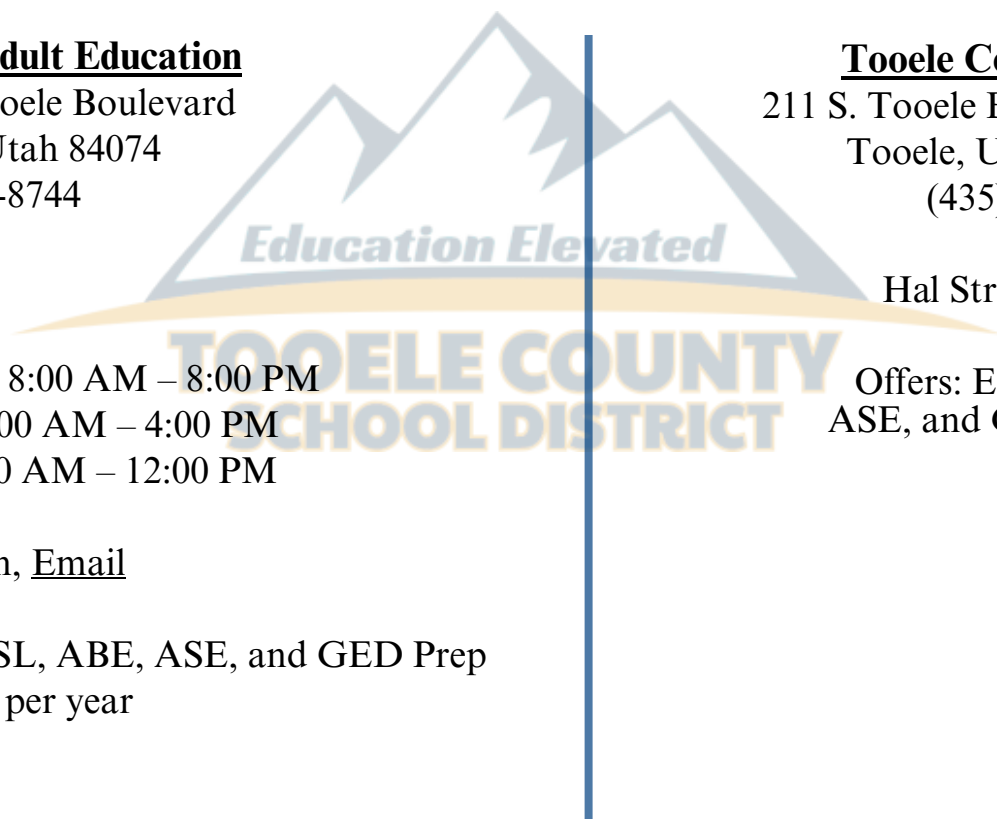 dult Education
oele Boulevard
Utah 84074
-8744
8:00 AM – 8:00 PM
00 AM – 4:00 PM
0 AM – 12:00 PM
n, Email
SL, ABE, ASE, and GED Prep
per year
Education Elevated
TOOELE COUNTY
SCHOOL DISTRICT
Tooele Co
211 S. Tooele B
Tooele, U
(435)
Hal Str
Offers: E
ASE, and G